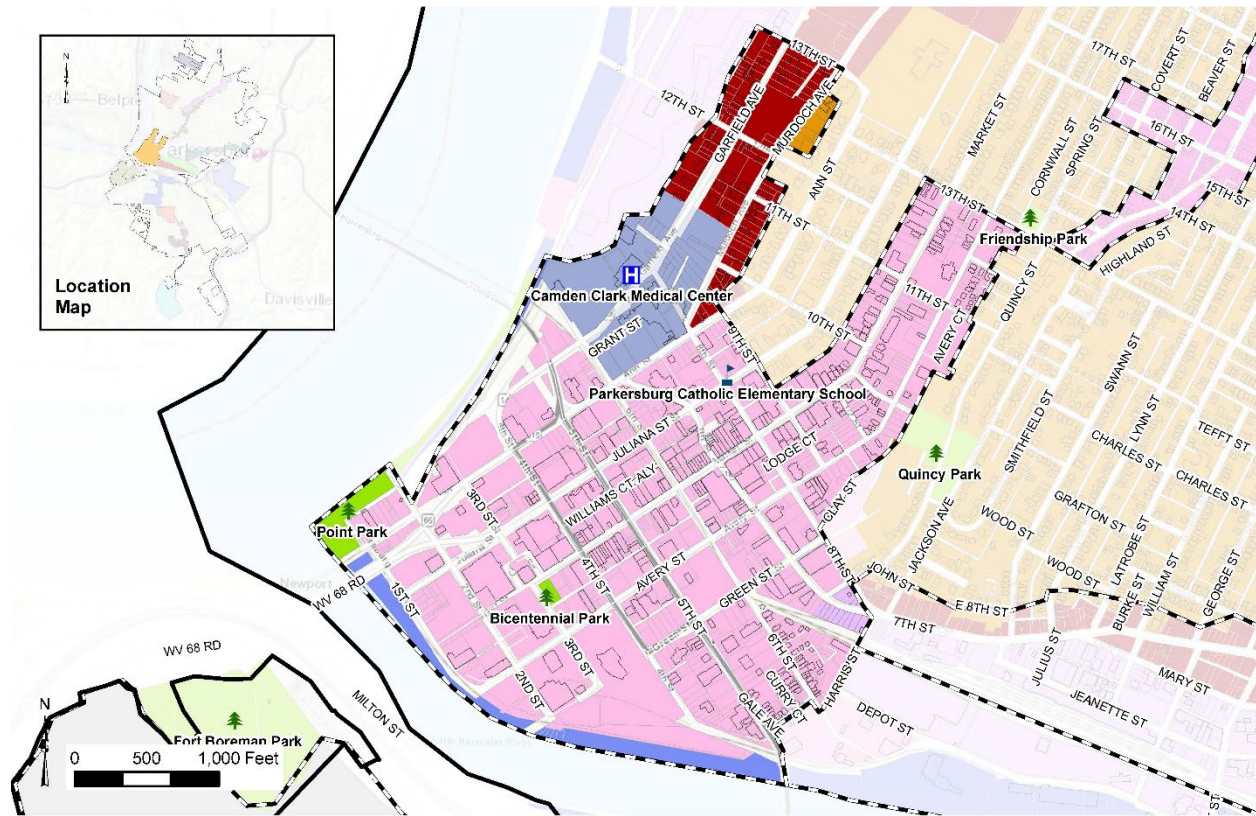 N
Belpre
Davisville
Location
Map
13TH ST
12TH ST
GARFIELD AVE
MURDOCH AVE
ANN ST
11TH ST
MARKET ST
17TH ST
COVERT ST
BEAVER ST
CORNWALL ST
SPRING ST
16TH ST
15TH ST
14TH ST
13TH ST
Friendship Park
HIGHLAND ST
H
Camden Clark Medical Center
GRANT ST
9TH ST
10TH ST
11TH ST
AVERY CT
QUINCY ST
Parkersburg Catholic Elementary School
JULIANA ST
LODGE CT
WILLIAMS CT ALY
SWANN ST
SMITHFIELD ST
LYNN ST
TEFFT ST
CHARLES ST
CHARLES ST
Quincy Park
GRAFTON ST
CLAY ST
3RD ST
Point Park
WOOD ST
WOOD ST
JACKSON AVE
LATROBE ST
Newport
WV 68 RD
1ST ST
4TH ST
AVERY ST
8TH ST
JOHN ST
E 8TH ST
BURKE ST
WILLIAM ST
GEORGE ST
Bicentennial Park
GREEN ST
5TH ST
7TH ST
WV 68 RD
3RD ST
2ND ST
6TH ST
CURRY CT
HARRIS ST
JULIUS ST
MARY ST
JEANETTE ST
MILTON ST
GALE AVE
DEPOT ST
N
Fort Boreman Park
0 500 1,000 Feet
ST